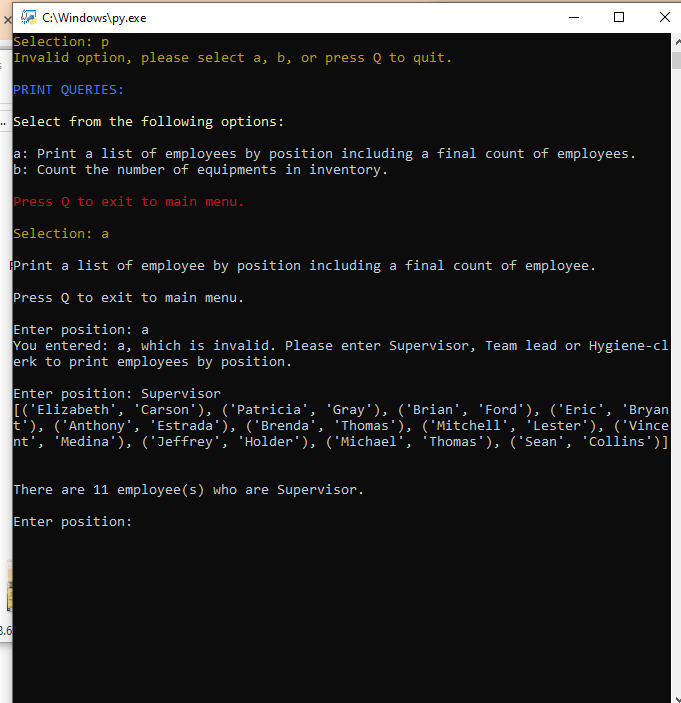 C:\Windows\py.exe
Selection: p
Invalid option, please select a, b, or press Q to quit.
PRINT QUERIES:
Select from the following options:
a: Print a list of employees by position including a final count of employees.
b: Count the number of equipments in inventory.
Press Q to exit to main menu.
Selection: a
Print a list of employee by position including a final count of employee.
Press Q to exit to main menu.
Enter position: a
You entered: a, which is invalid. Please enter Supervisor, Team lead or Hygiene-cl
erk to print employees by position.
Enter position: Supervisor
[('Elizabeth', 'Carson'), ('Patricia', 'Gray'), ('Brian', 'Ford'), ('Eric', 'Bryan
t'), ('Anthony', 'Estrada'), ('Brenda', 'Thomas'), ('Mitchell', 'Lester'), ('Vince
nt', 'Medina'), ('Jeffrey', 'Holder'), ('Michael', 'Thomas'), ('Sean', 'Collins')]
There are 11 employee(s) who are Supervisor.
Enter position: